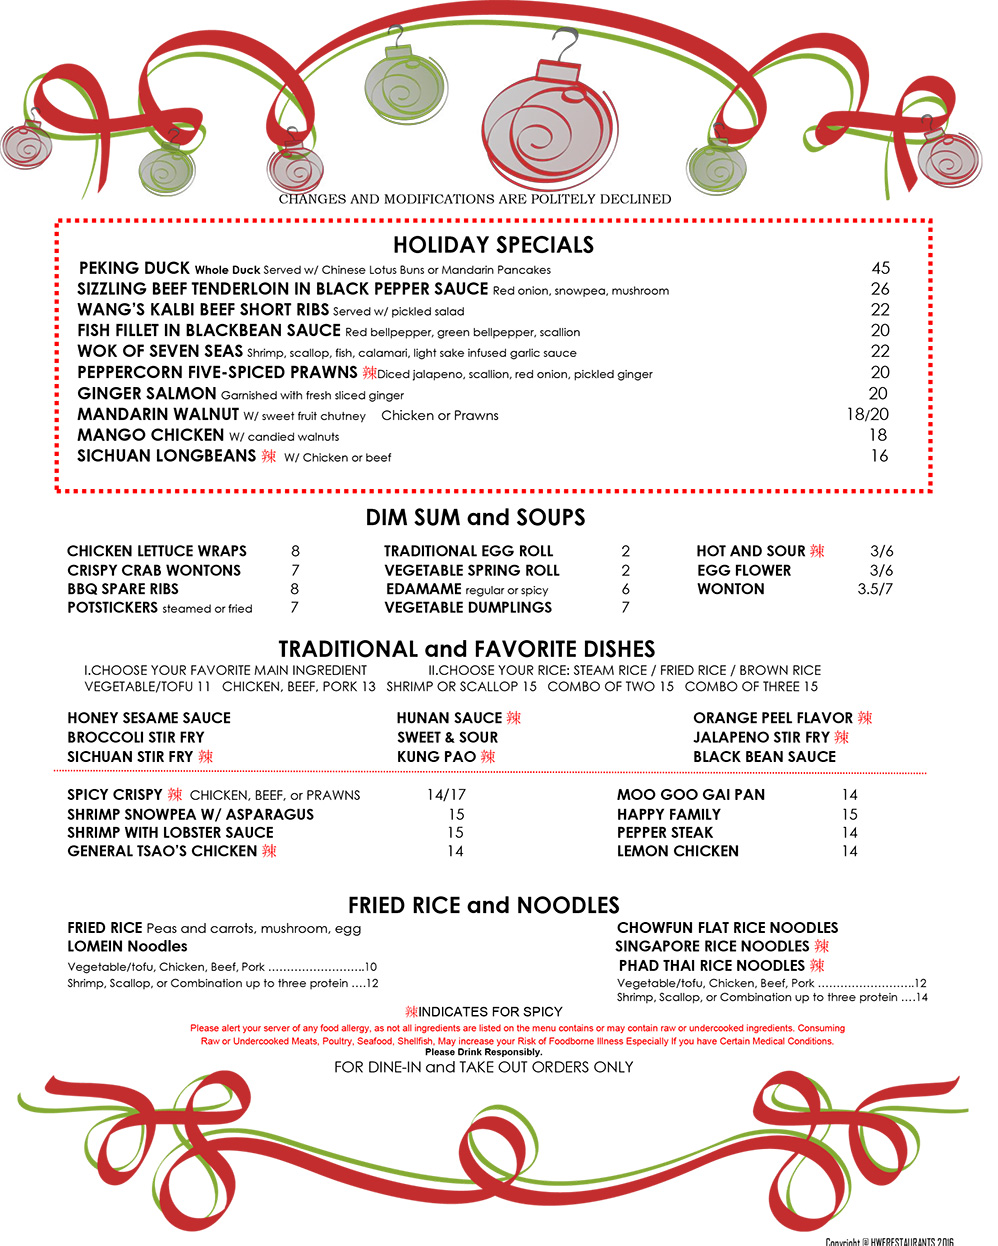 CHANGES AND MODIFICATIONS ARE POLITELY DECLINED
HOLIDAY SPECIALS
PEKING DUCK Whole Duck Served w/ Chinese Lotus Buns or Mandarin Pancakes 45
SIZZLING BEEF TENDERLOIN IN BLACK PEPPER SAUCE Red onion, snowpea, mushroom 26
WANG'S KALBI BEEF SHORT RIBS Served w/ pickled salad 22
FISH FILLET IN BLACKBEAN SAUCE Red bellpepper, green bellpepper, scallion 20
WOK OF SEVEN SEAS Shrimp, scallop, fish, calamari, light sake infused garlic sauce 22
PEPPERCORN FIVE-SPICED PRAWNS 辣Diced jalapeno, scallion, red onion, pickled ginger 20
GINGER SALMON Garnished with fresh sliced ginger 20
MANDARIN WALNUT W/ sweet fruit chutney Chicken or Prawns 18/20
MANGO CHICKEN W/ candied walnuts 18
SICHUAN LONGBEANS 辣 W/ Chicken or beef 16
DIM SUM and SOUPS
CHICKEN LETTUCE WRAPS 8 TRADITIONAL EGG ROLL 2 HOT AND SOUR 辣 3/6
CRISPY CRAB WONTONS 7 VEGETABLE SPRING ROLL 2 EGG FLOWER 3/6
BBQ SPARE RIBS 8 EDAMAME regular or spicy 6 WONTON 3.5/7
POTSTICKERS steamed or fried 7 VEGETABLE DUMPLINGS 7
TRADITIONAL and FAVORITE DISHES
I.CHOOSE YOUR FAVORITE MAIN INGREDIENT II.CHOOSE YOUR RICE: STEAM RICE / FRIED RICE / BROWN RICE
VEGETABLE/TOFU 11 CHICKEN, BEEF, PORK 13 SHRIMP OR SCALLOP 15 COMBO OF TWO 15 COMBO OF THREE 15
HONEY SESAME SAUCE HUNAN SAUCE 辣 ORANGE PEEL FLAVOR 辣
BROCCOLI STIR FRY SWEET & SOUR JALAPENO STIR FRY 辣
SICHUAN STIR FRY 辣 KUNG PAO 辣 BLACK BEAN SAUCE
SPICY CRISPY 辣 CHICKEN, BEEF, or PRAWNS 14/17 MOO GOO GAI PAN 14
SHRIMP SNOWPEA W/ ASPARAGUS 15 HAPPY FAMILY 15
SHRIMP WITH LOBSTER SAUCE 15 PEPPER STEAK 14
GENERAL TSAO'S CHICKEN 辣 14 LEMON CHICKEN 14
FRIED RICE and NOODLES
FRIED RICE Peas and carrots, mushroom, egg
LOMEIN Noodles
Vegetable/tofu, Chicken, Beef, Pork ……………………..10
Shrimp, Scallop, or Combination up to three protein ….12
CHOWFUN FLAT RICE NOODLES
SINGAPORE RICE NOODLES 辣
PHAD THAI RICE NOODLES 辣
Vegetable/tofu, Chicken, Beef, Pork ……………………..12
Shrimp, Scallop, or Combination up to three protein ….14
辣INDICATES FOR SPICY
Please alert your server of any food allergy, as not all ingredients are listed on the menu contains or may contain raw or undercooked ingredients. Consuming
Raw or Undercooked Meats, Poultry, Seafood, Shellfish, May increase your Risk of Foodborne Illness Especially If you have Certain Medical Conditions.
Please Drink Responsibly.
FOR DINE-IN and TAKE OUT ORDERS ONLY
Copyright @ HWFRESTAURANTS 2016